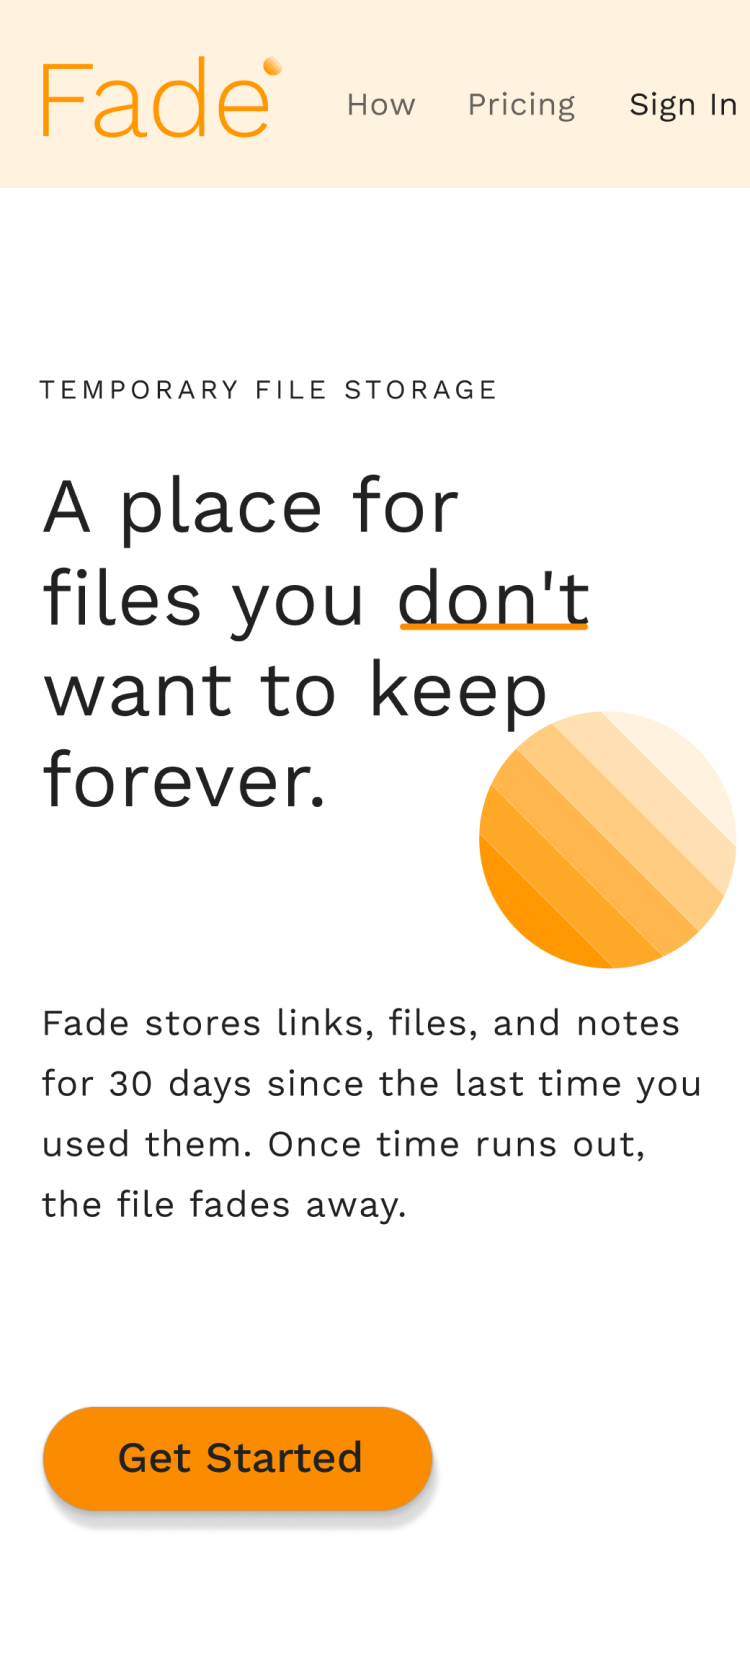 Fade
How Pricing Sign In
TEMPORARY FILE STORAGE
A place for
files you don't
want to keep
forever.
Fade stores links, files, and notes
for 30 days since the last time you
used them. Once time runs out,
the file fades away.
Get Started